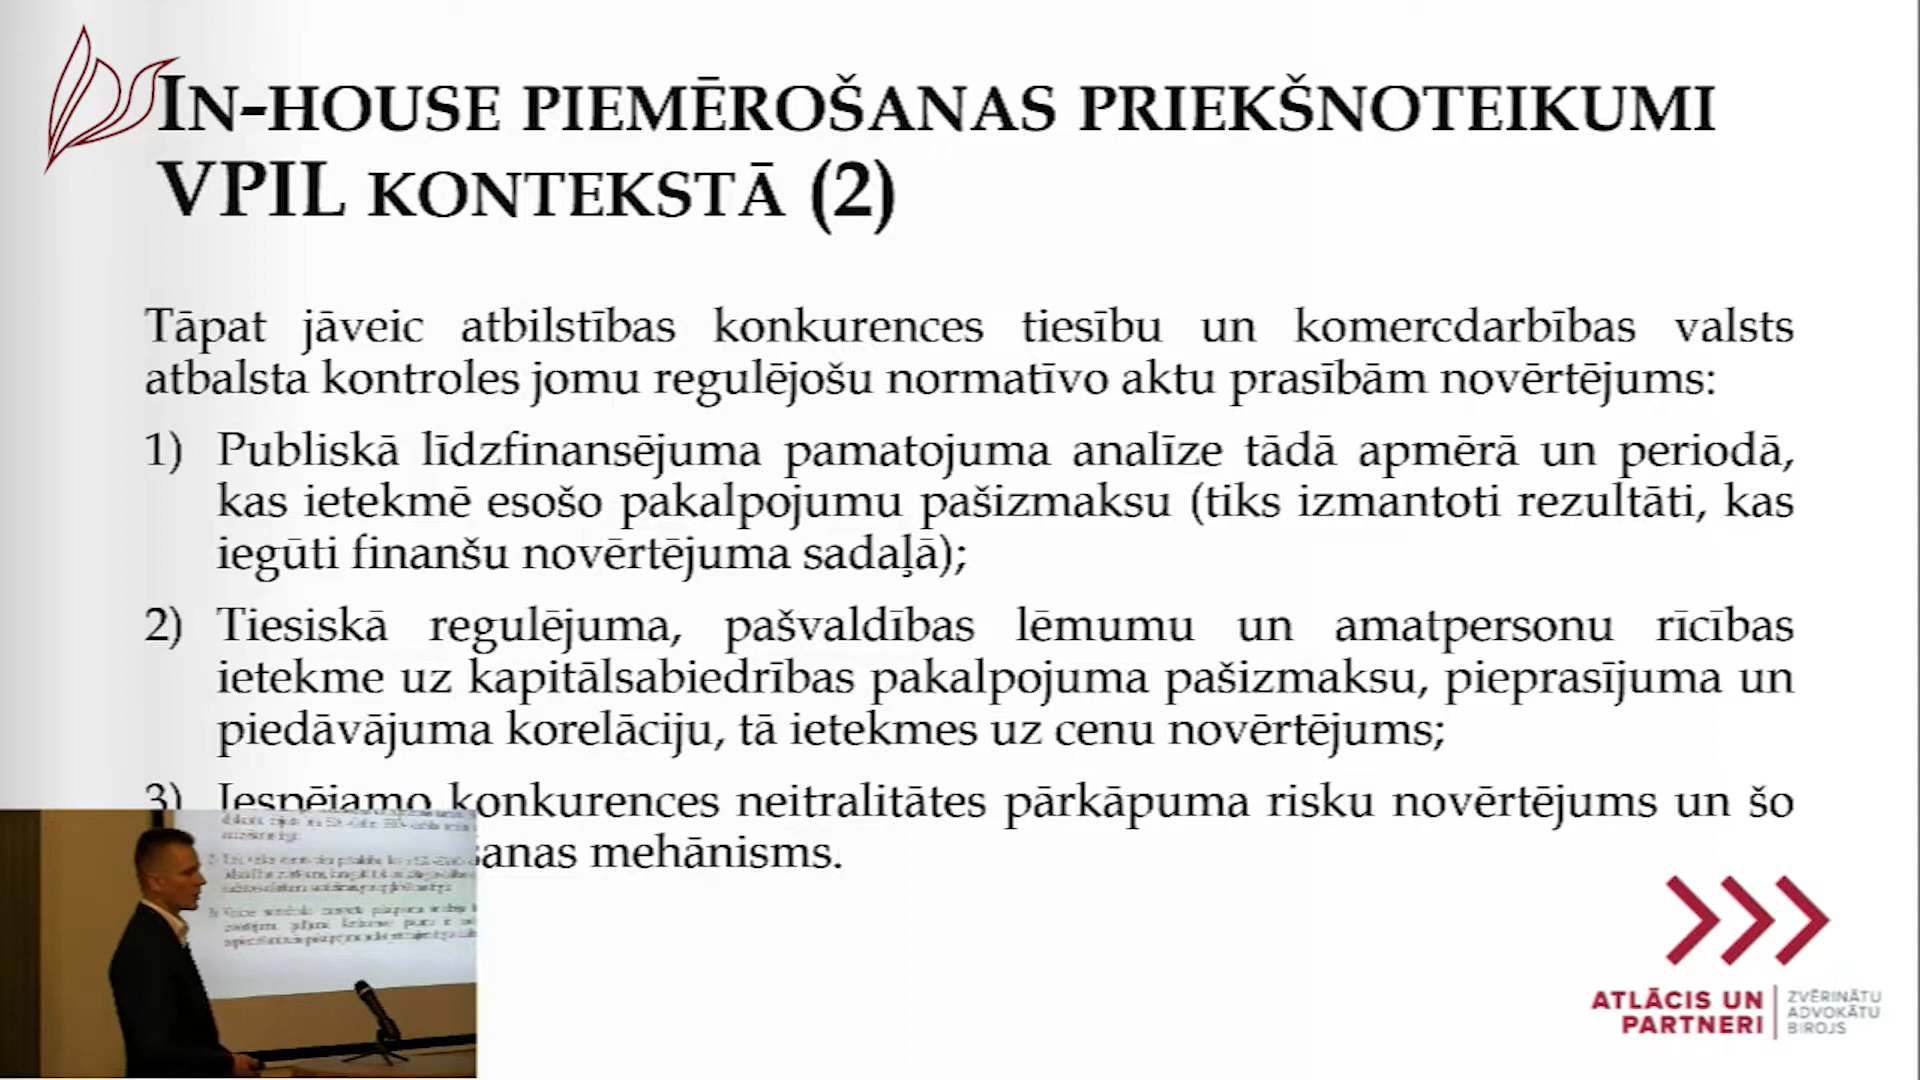 IN-HOUSE PIEMĒROŠANAS PRIEKŠNOTEIKUMI
VPIL KONTEKSTĀ (2)
Tāpat jāveic atbilstības konkurences tiesību un komercdarbības valsts
atbalsta kontroles jomu regulējošu normatīvo aktu prasībām novērtējums:
1) Publiskā līdzfinansējuma pamatojuma analīze tādā apmērā un periodā,
kas ietekmē esošo pakalpojumu pašizmaksu (tiks izmantoti rezultāti, kas
iegūti finanšu novērtējuma sadaļā);
2) Tiesiskā regulējuma, pašvaldības lēmumu un amatpersonu rīcības
ietekme uz kapitālsabiedrības pakalpojuma pašizmaksu, pieprasījuma un
piedāvājuma korelāciju, tā ietekmes uz cenu novērtējums;
3) Iespējamo konkurences neitralitātes pārkāpuma risku novērtējums un šo
šanas mehānisms.
ATLĀCIS UN
PARTNERI
ZVĒRINĀTU
ADVOKĀTU
BIROJS